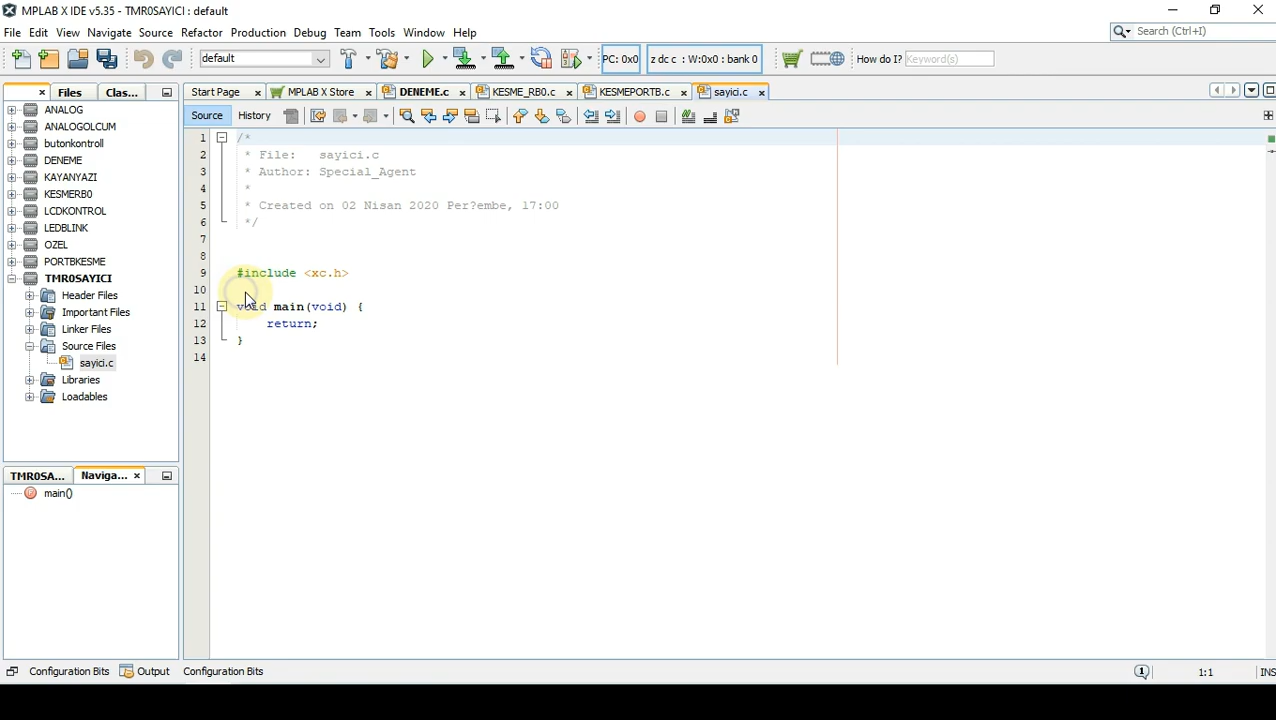 MPLAB X IDE v5.35 - TMR0SAYICI : default
File Edit View Navigate Source Refactor Production Debug Team Tools Window Help
Search (Ctrl+I)
default
PC: 0x0
z dc c : W:0x0 : bank 0
How do I? Keyword(s)
Files Clas...
Start Page MPLAB X Store DENEME.c KESME_RB0.c KESMEPORTB.c sayici.c
Source History
ANALOG
ANALOGOLCUM
butonkontroll
DENEME
KAYANYAZI
KESMERB0
LCDKONTROL
LEDBLINK
OZEL
PORTBKESME
TMR0SAYICI
Header Files
Important Files
Linker Files
Source Files
sayici.c
Libraries
Loadables
1 /*
2 * File: sayici.c
3 * Author: Special_Agent
4 *
5 * Created on 02 Nisan 2020 Per?embe, 17:00
6 */
7
8
9 #include <xc.h>
10
11 void main(void) {
12 return;
13 }
14
TMR0SA... Naviga...
main()
Configuration Bits Output Configuration Bits
1
1:1
INS